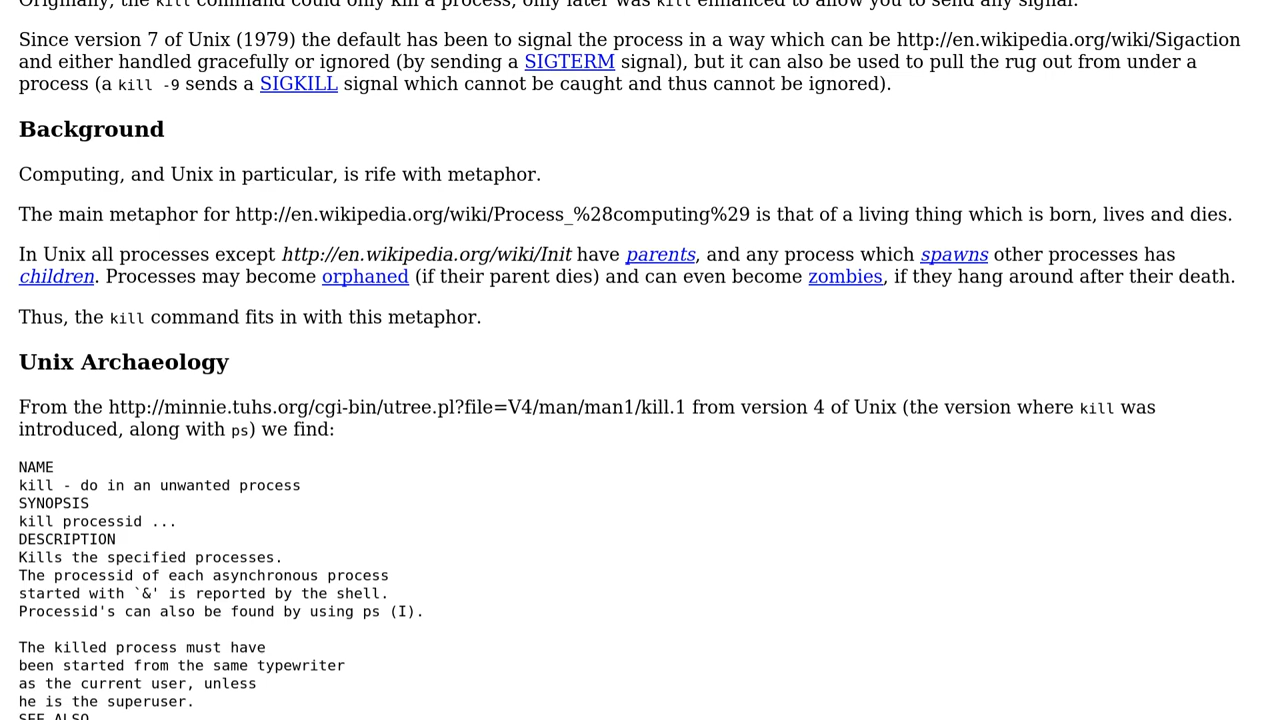 Originally, the kill command could only kill a process, only later was kill enhanced to allow you to send any signal.
Since version 7 of Unix (1979) the default has been to signal the process in a way which can be http://en.wikipedia.org/wiki/Sigaction
and either handled gracefully or ignored (by sending a SIGTERM signal), but it can also be used to pull the rug out from under a
process (a kill -9 sends a SIGKILL signal which cannot be caught and thus cannot be ignored).
Background
Computing, and Unix in particular, is rife with metaphor.
The main metaphor for http://en.wikipedia.org/wiki/Process_%28computing%29 is that of a living thing which is born, lives and dies.
In Unix all processes except http://en.wikipedia.org/wiki/Init have parents, and any process which spawns other processes has
children. Processes may become orphaned (if their parent dies) and can even become zombies, if they hang around after their death.
Thus, the kill command fits in with this metaphor.
Unix Archaeology
From the http://minnie.tuhs.org/cgi-bin/utree.pl?file=V4/man/man1/kill.1 from version 4 of Unix (the version where kill was
introduced, along with ps) we find:
NAME
kill - do in an unwanted process
SYNOPSIS
kill processid ...
DESCRIPTION
Kills the specified processes.
The processid of each asynchronous process
started with `&' is reported by the shell.
Processid's can also be found by using ps (I).
The killed process must have
been started from the same typewriter
as the current user, unless
he is the superuser.
SEE ALSO